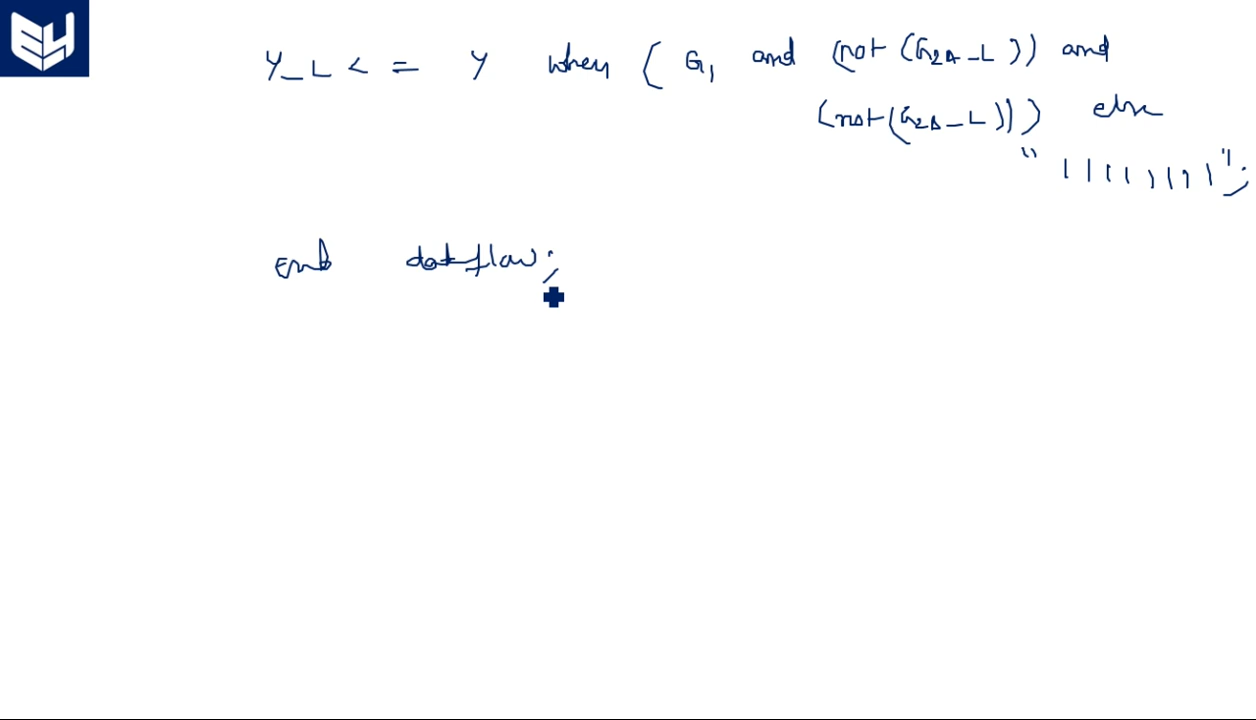 Y_L <= Y when (G1 and (not (G2A_L)) and
(not(G2B_L))) else
"11111111";
end dataflow;